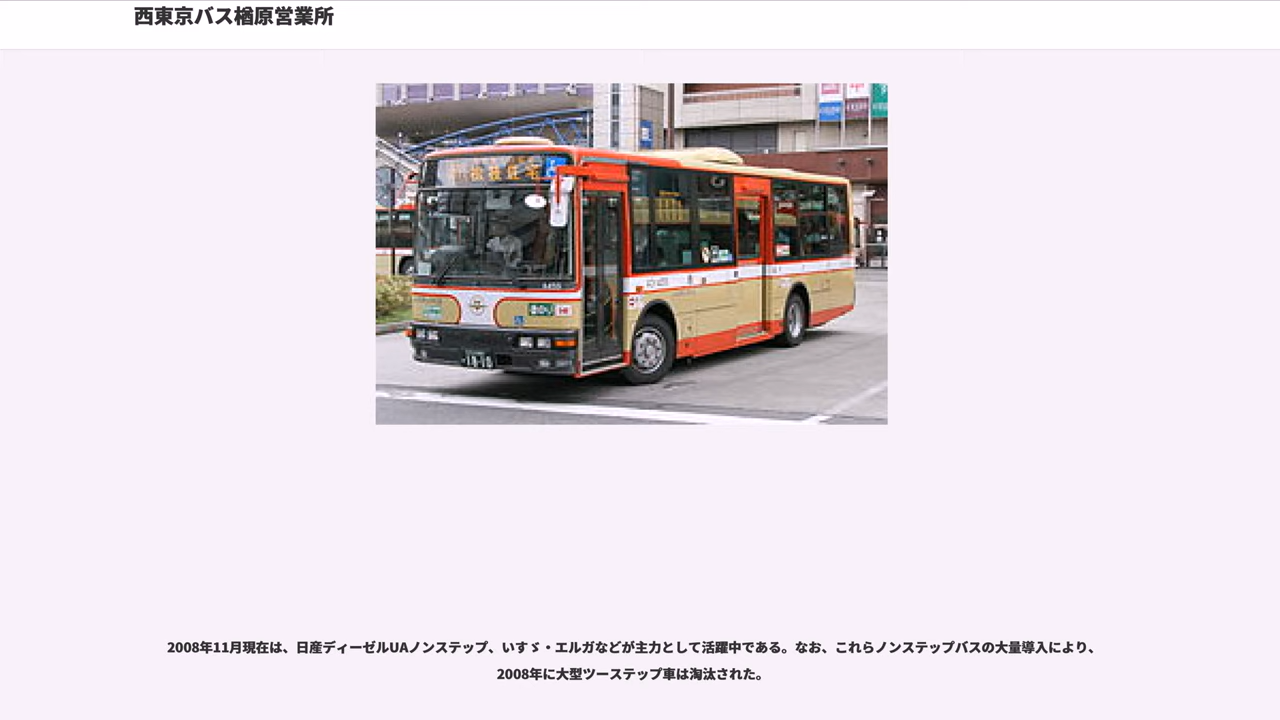 西東京バス楢原営業所
2008年11月現在は、日産ディーゼルUAノンステップ、いすゞ・エルガなどが主力として活躍中である。なお、これらノンステップバスの大量導入により、
2008年に大型ツーステップ車は淘汰された。